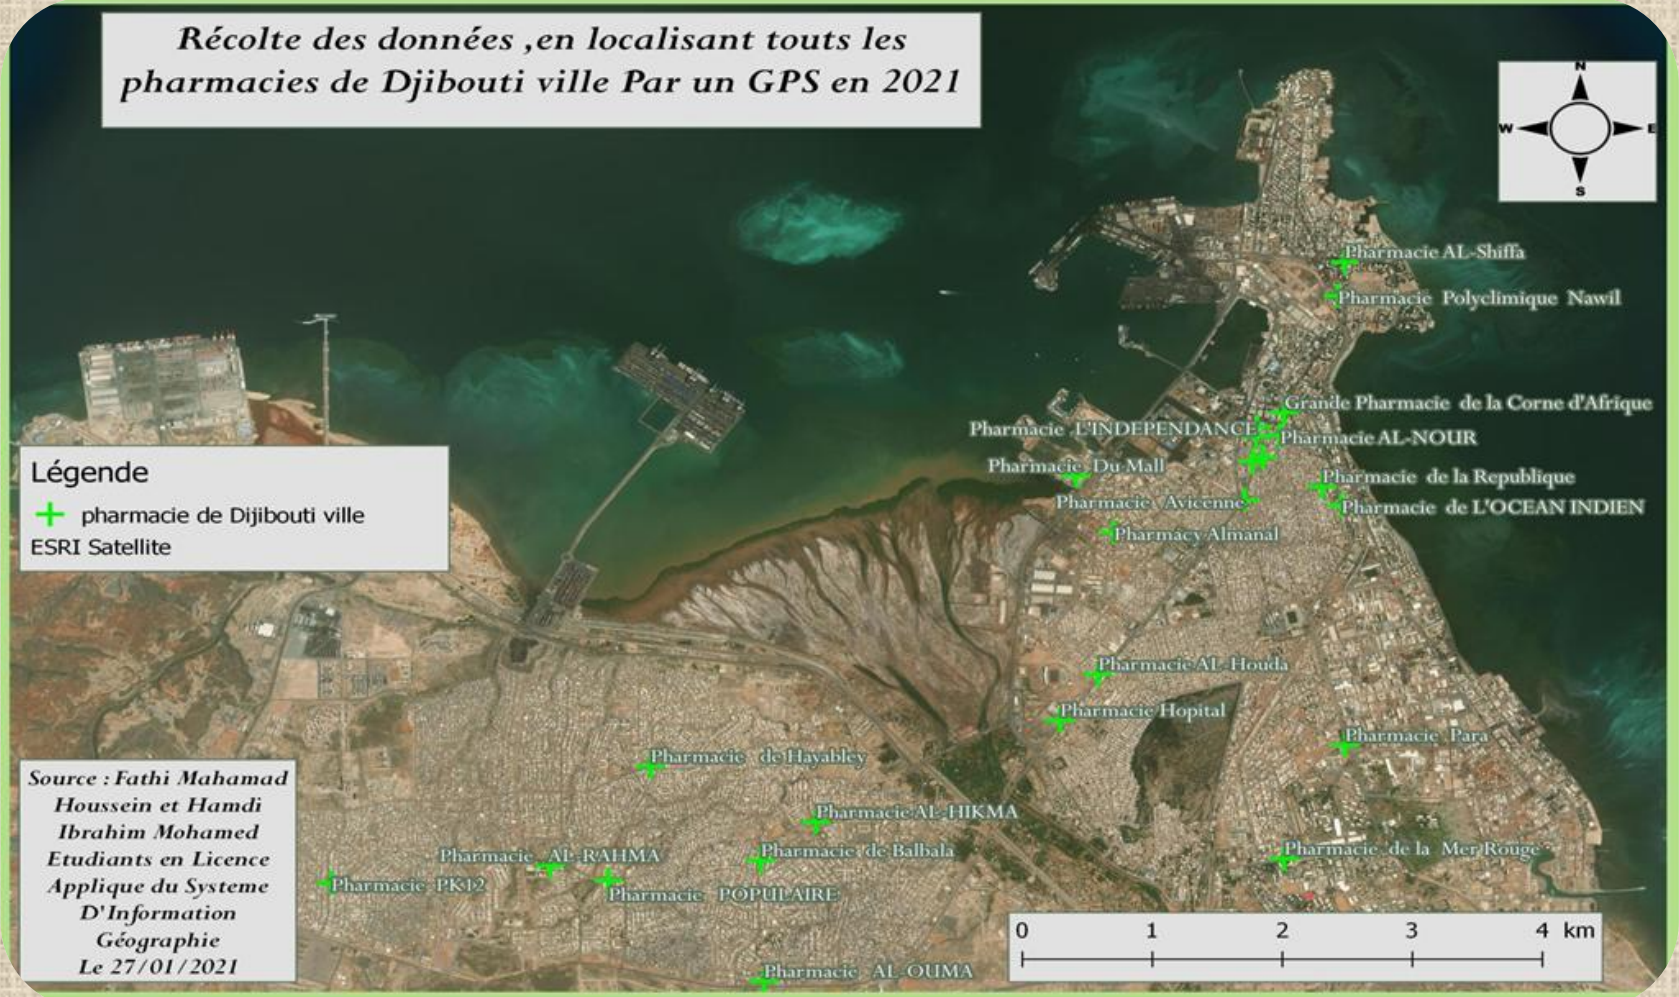 Récolte des données ,en localisant touts les
pharmacies de Djibouti ville Par un GPS en 2021
N
W
E
S
Pharmacie AL-Shiffa
Pharmacie Polyclimique Nawil
Grande Pharmacie de la Corne d'Afrique
Pharmacie L'INDEPENDANCE
Pharmacie AL-NOUR
Pharmacie Du Mall
Pharmacie de la Republique
Pharmacie Avicenne
Pharmacie de L'OCEAN INDIEN
Pharmacy Almanal
Légende
pharmacie de Dijibouti ville
ESRI Satellite
Pharmacie AL-Houda
Pharmacie Hopital
Pharmacie Para
Pharmacie de Hayabley
Pharmacie AL-HIKMA
Pharmacie de Balbala
Pharmacie de la Mer Rouge
Pharmacie AL-RAHMA
Pharmacie PK12
Pharmacie POPULAIRE
Pharmacie AL-OUMA
Source : Fathi Mahamad
Houssein et Hamdi
Ibrahim Mohamed
Etudiants en Licence
Applique du Systeme
D'Information
Géographie
Le 27/01/2021
0 1 2 3 4 km